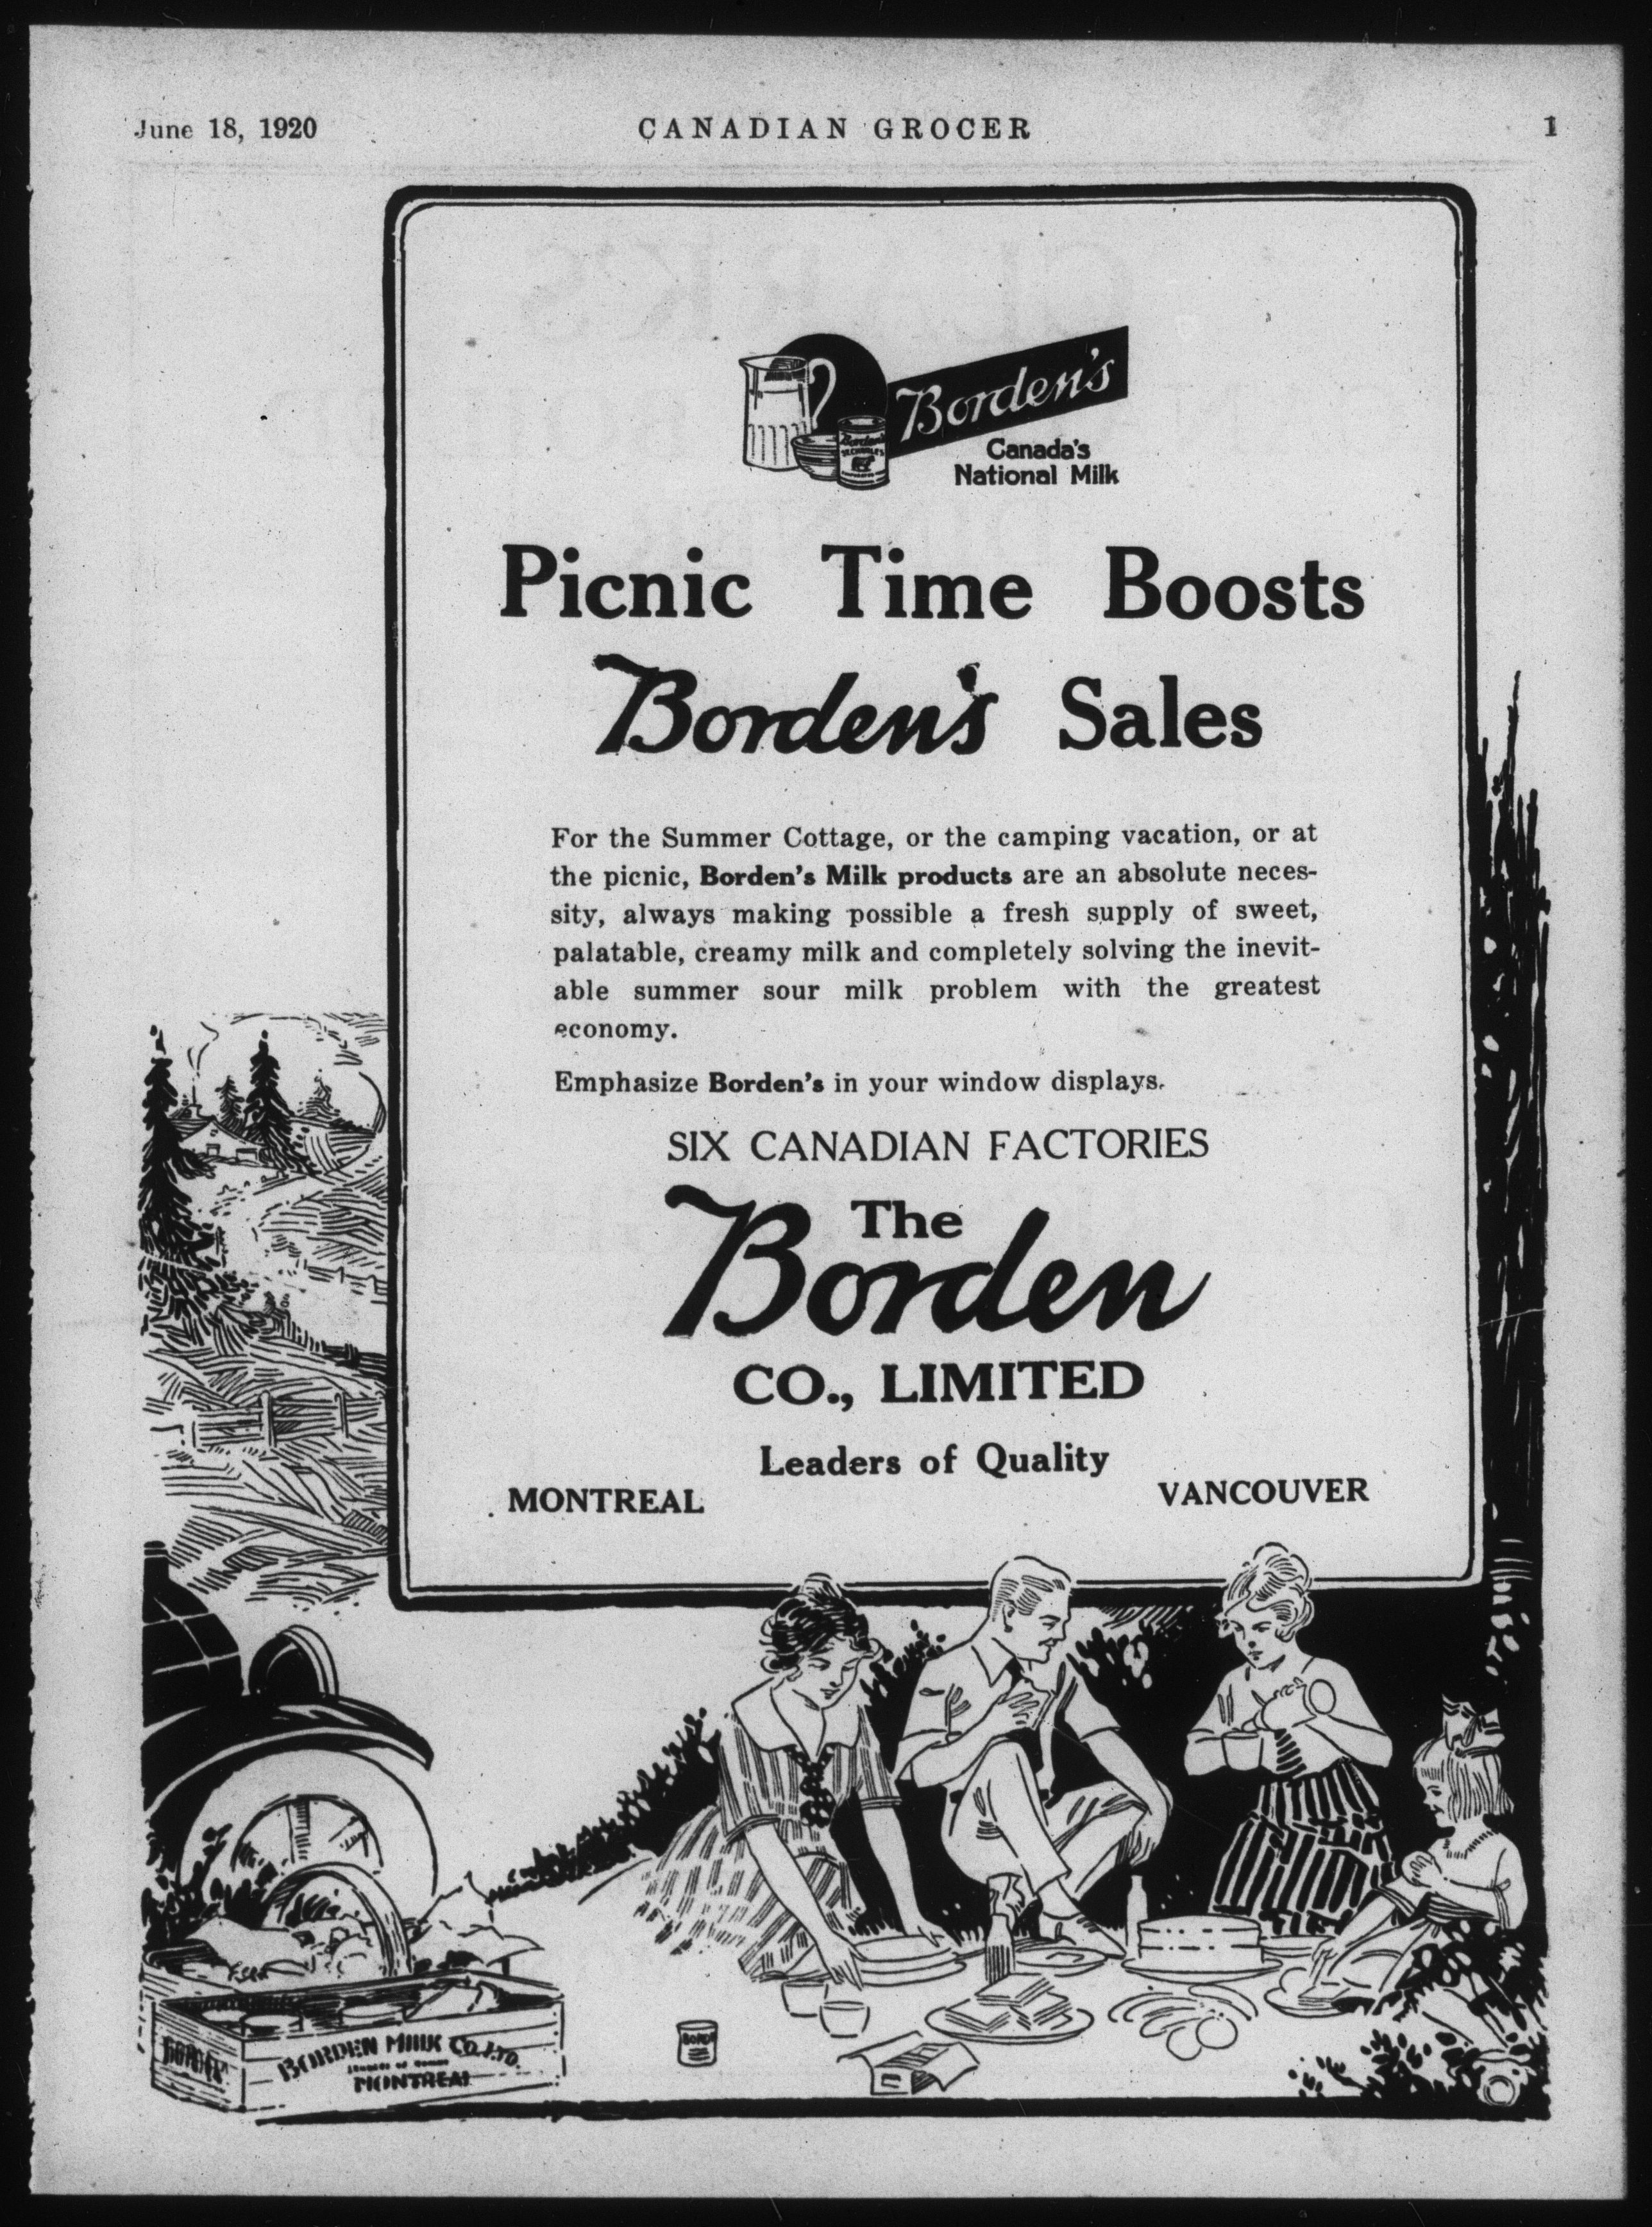 June 18, 1920
CANADIAN GROCER
1
Borden's
Canada's
National Milk
Borden's
Picnic Time Boosts
Borden's Sales
For the Summer Cottage, or the camping vacation, or at
the picnic, Borden's Milk products are an absolute neces-
sity, always making possible a fresh supply of sweet,
palatable, creamy milk and completely solving the inevit-
able summer sour milk problem with the greatest
economy.
Emphasize Borden's in your window displays.
SIX CANADIAN FACTORIES
The
Borden
CO., LIMITED
Leaders of Quality
MONTREAL
VANCOUVER
BORDEN MILK CO. LTD.
MONTREAL